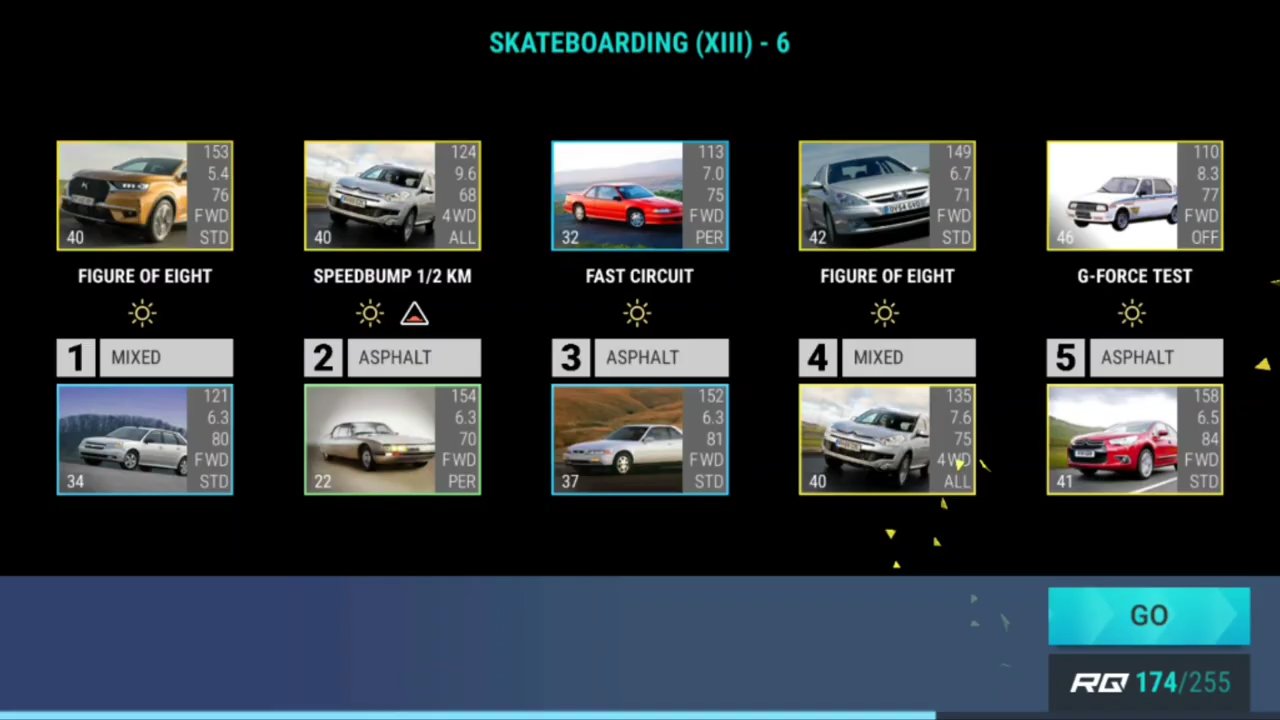 SKATEBOARDING (XIII) - 6
153
5.4
76
FWD
40 STD
124
9.6
68
4WD
40 ALL
113
7.0
75
FWD
32 PER
149
6.7
71
FWD
42 STD
110
8.3
77
FWD
46 OFF
FIGURE OF EIGHT
SPEEDBUMP 1/2 KM
FAST CIRCUIT
FIGURE OF EIGHT
G-FORCE TEST
1 MIXED
2 ASPHALT
3 ASPHALT
4 MIXED
5 ASPHALT
121
6.3
80
FWD
34 STD
154
6.3
70
FWD
22 PER
152
6.3
81
FWD
37 STD
135
7.6
75
4WD
40 ALL
158
6.5
84
FWD
41 STD
GO
RQ 174/255